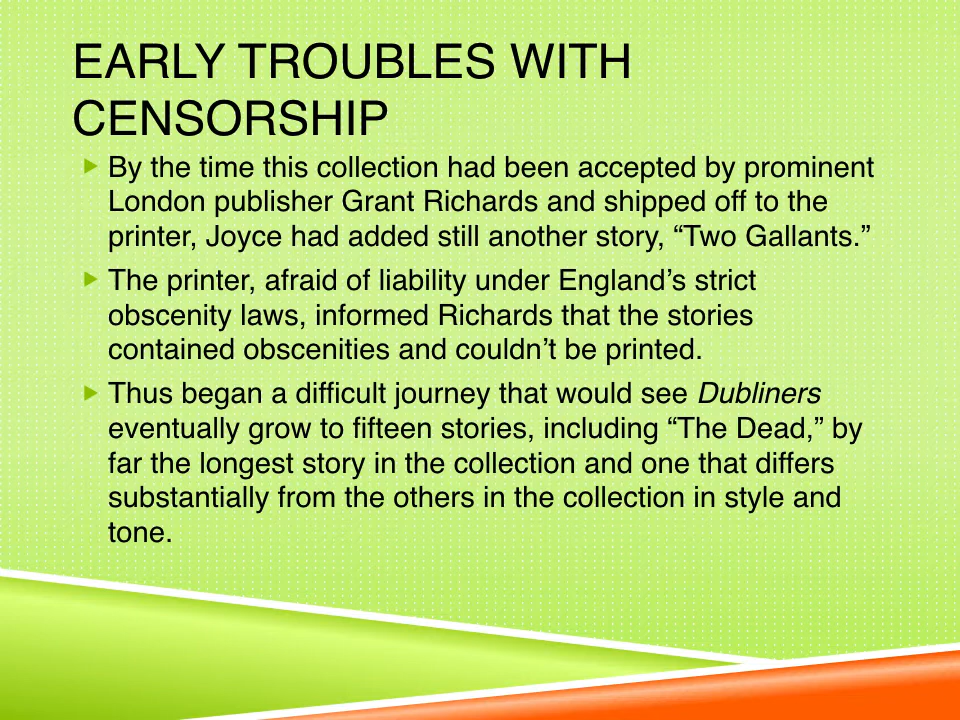 EARLY TROUBLES WITH
CENSORSHIP
By the time this collection had been accepted by prominent
London publisher Grant Richards and shipped off to the
printer, Joyce had added still another story, “Two Gallants.”
The printer, afraid of liability under England’s strict
obscenity laws, informed Richards that the stories
contained obscenities and couldn’t be printed.
Thus began a difficult journey that would see Dubliners
eventually grow to fifteen stories, including “The Dead,” by
far the longest story in the collection and one that differs
substantially from the others in the collection in style and
tone.